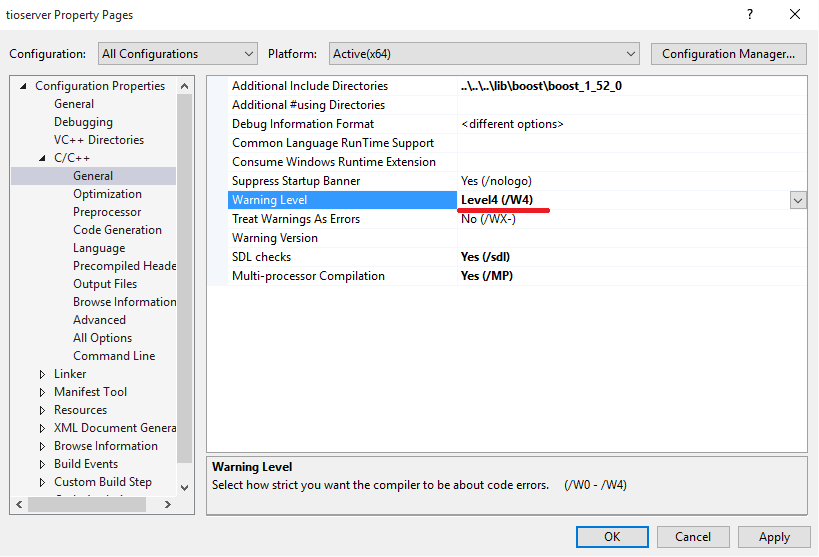 tioserver Property Pages
?
Configuration: All Configurations Platform: Active(x64) Configuration Manager...
Configuration Properties
General
Debugging
VC++ Directories
C/C++
General
Optimization
Preprocessor
Code Generation
Language
Precompiled Heade
Output Files
Browse Information
Advanced
All Options
Command Line
Linker
Manifest Tool
Resources
XML Document Genera
Browse Information
Build Events
Custom Build Step
Additional Include Directories ..\..\..\lib\boost\boost_1_52_0
Additional #using Directories
Debug Information Format <different options>
Common Language RunTime Support
Consume Windows Runtime Extension
Suppress Startup Banner Yes (/nologo)
Warning Level Level4 (/W4)
Treat Warnings As Errors No (/WX-)
Warning Version
SDL checks Yes (/sdl)
Multi-processor Compilation Yes (/MP)
Warning Level
Select how strict you want the compiler to be about code errors. (/W0 - /W4)
OK Cancel Apply